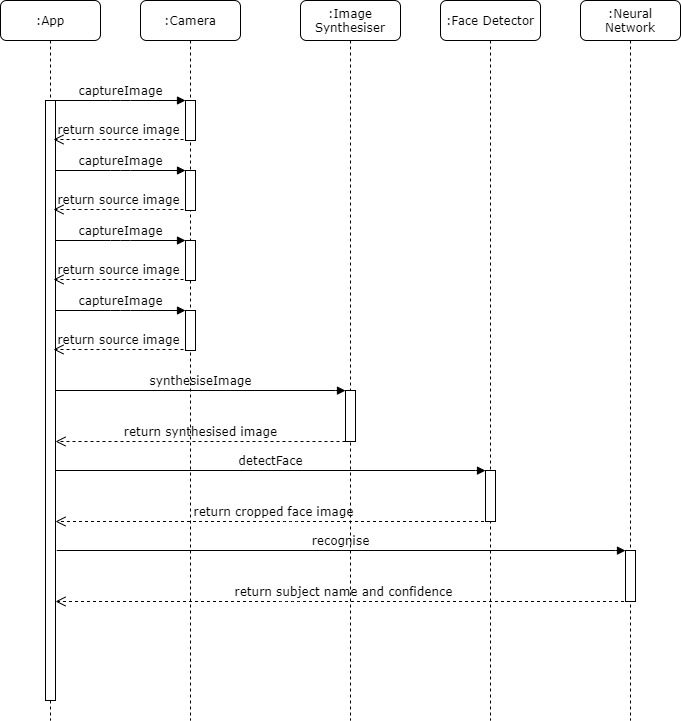 :App
:Camera
:Image
Synthesiser
:Face Detector
:Neural
Network
captureImage
return source image
captureImage
return source image
captureImage
return source image
captureImage
return source image
synthesiseImage
return synthesised image
detectFace
return cropped face image
recognise
return subject name and confidence